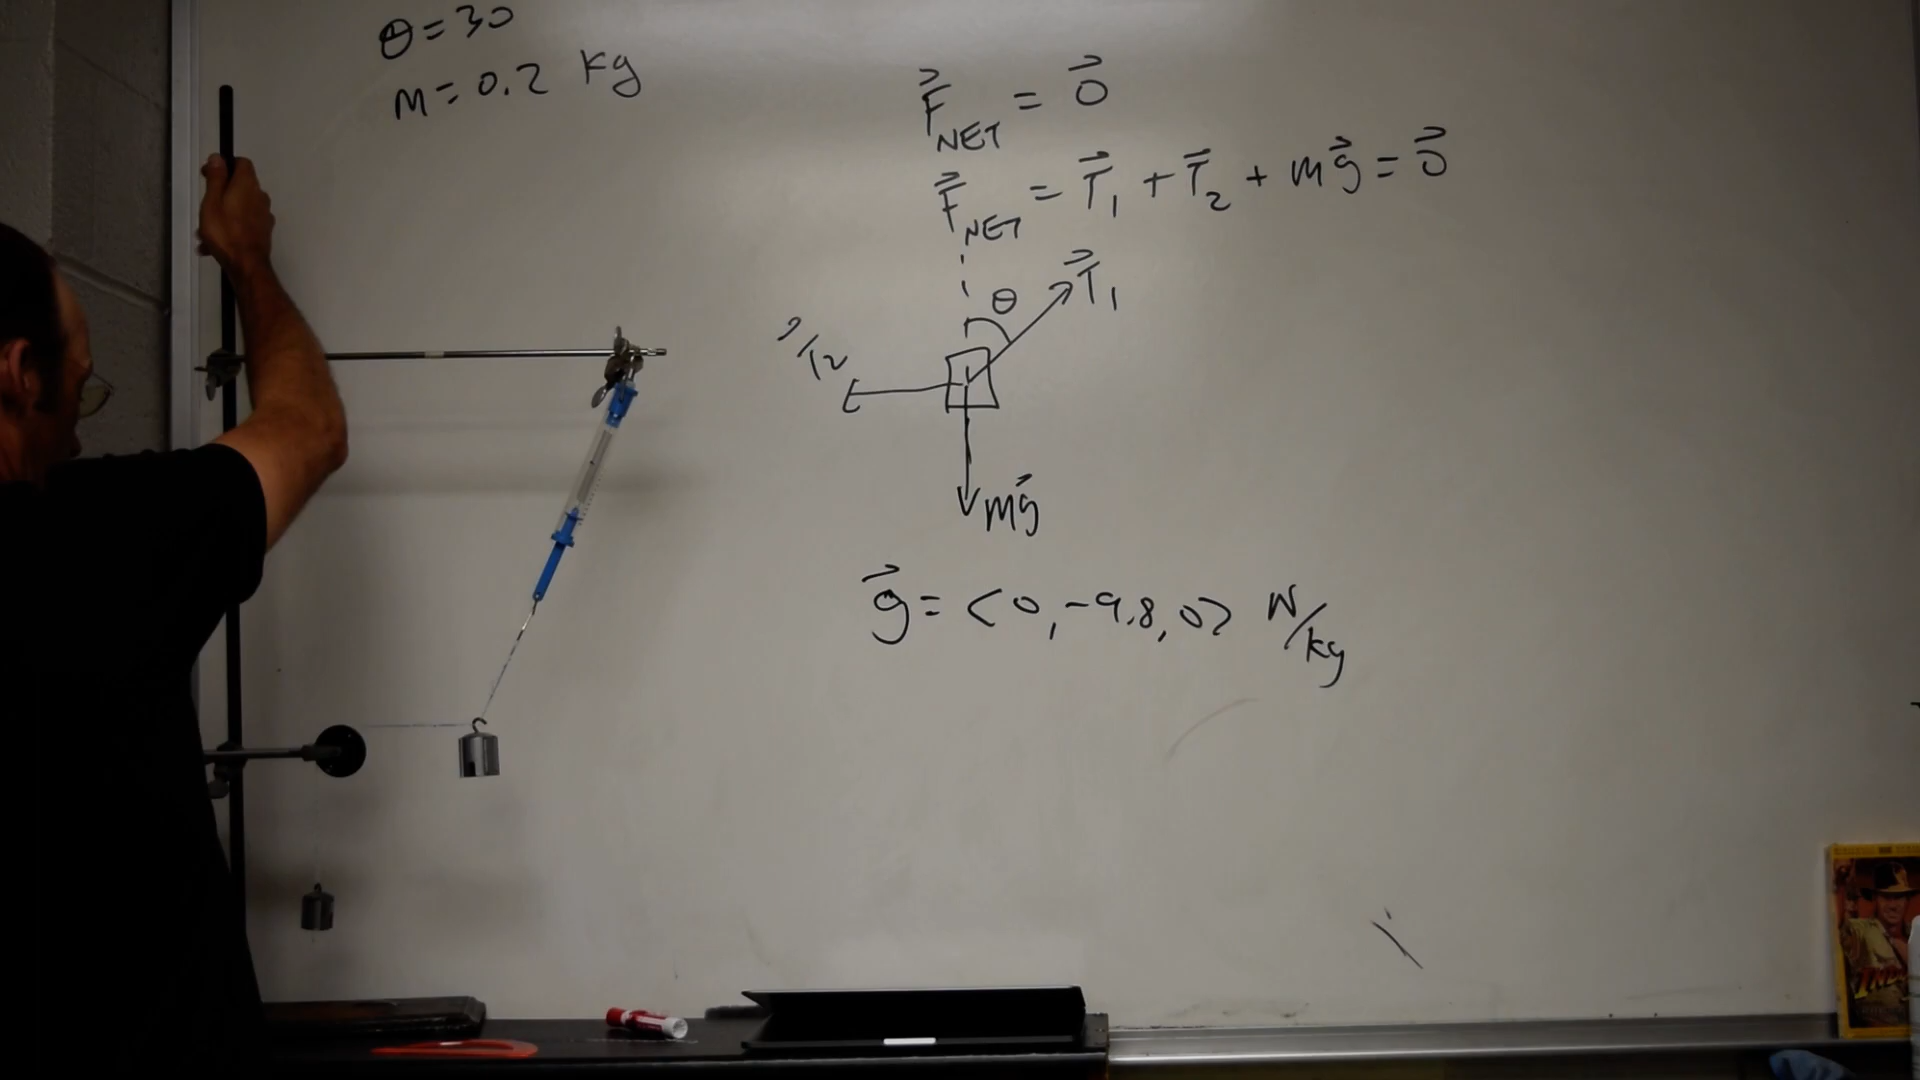 θ=30
m=0.2 kg
F⃗NET = 0⃗
F⃗NET = T⃗1 + T⃗2 + mg⃗ = 0⃗
θ
T⃗1
T⃗2
mg⃗
g⃗ = <0, -9.8, 0> N/kg